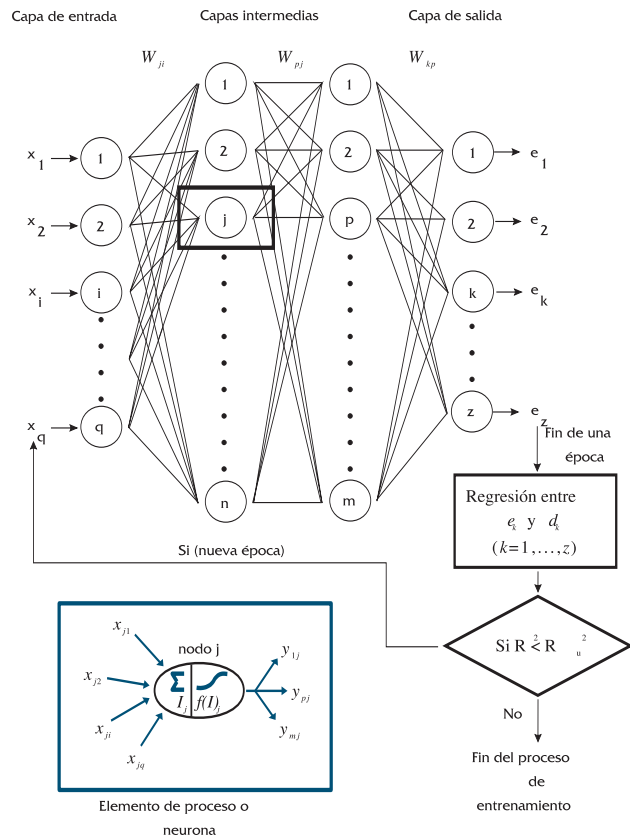 Capa de entrada
Capas intermedias
Capa de salida
W ji
W pj
W kp
x 1
x 2
x i
x q
1
2
i
q
1
2
j
n
1
2
p
m
1
2
k
z
e 1
e 2
e k
e z
Fin de una
época
Regresión entre
e k y d k
(k=1,...,z)
Si (nueva época)
Si R 2 < R u 2
No
Fin del proceso
de
entrenamiento
nodo j
x j1
x j2
x ji
x jq
Σ
I j
f(I) j
y 1j
y pj
y mj
Elemento de proceso o
neurona